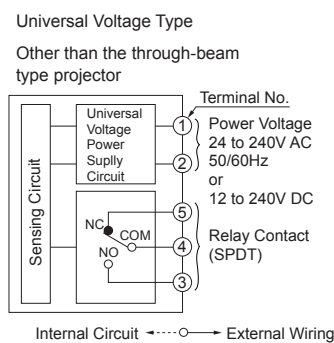 Universal Voltage Type
Other than the through-beam
type projector
Terminal No.
Sensing Circuit
Universal
Voltage
Power
Suplly
Circuit
1
2
Power Voltage
24 to 240V AC
50/60Hz
or
12 to 240V DC
NC
COM
NO
5
4
3
Relay Contact
(SPDT)
Internal Circuit
External Wiring